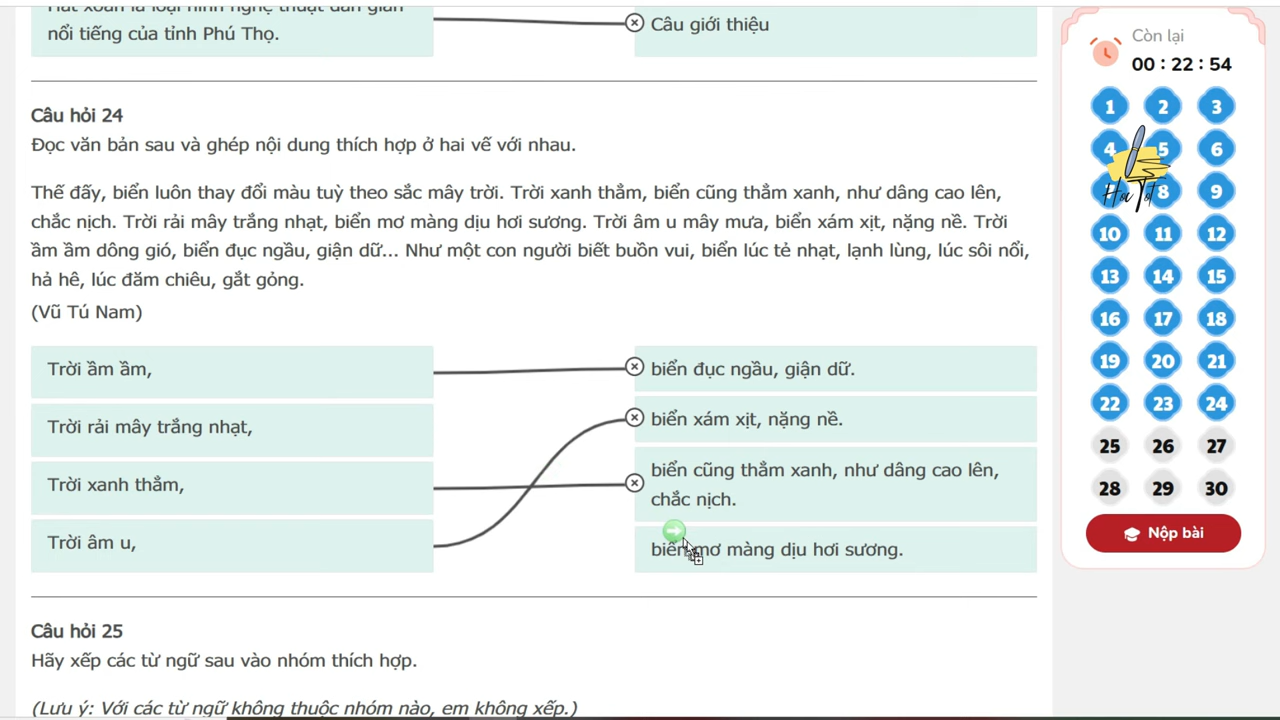 Hát xoan là loại hình nghệ thuật dân gian
nổi tiếng của tỉnh Phú Thọ.
Câu giới thiệu
Câu hỏi 24
Đọc văn bản sau và ghép nội dung thích hợp ở hai vế với nhau.
Thế đấy, biển luôn thay đổi màu tuỳ theo sắc mây trời. Trời xanh thẳm, biển cũng thẳm xanh, như dâng cao lên,
chắc nịch. Trời rải mây trắng nhạt, biển mơ màng dịu hơi sương. Trời âm u mây mưa, biển xám xịt, nặng nề. Trời
ầm ầm dông gió, biển đục ngầu, giận dữ... Như một con người biết buồn vui, biển lúc tẻ nhạt, lạnh lùng, lúc sôi nổi,
hả hê, lúc đăm chiêu, gắt gỏng.
(Vũ Tú Nam)
Trời ầm ầm,
biển đục ngầu, giận dữ.
Trời rải mây trắng nhạt,
biển xám xịt, nặng nề.
Trời xanh thẳm,
biển cũng thẳm xanh, như dâng cao lên,
chắc nịch.
Trời âm u,
biển mơ màng dịu hơi sương.
Câu hỏi 25
Hãy xếp các từ ngữ sau vào nhóm thích hợp.
(Lưu ý: Với các từ ngữ không thuộc nhóm nào, em không xếp.)
Còn lại
00 : 22 : 54
1 2 3
4 5 6
8 9
10 11 12
13 14 15
16 17 18
19 20 21
22 23 24
25 26 27
28 29 30
Nộp bài